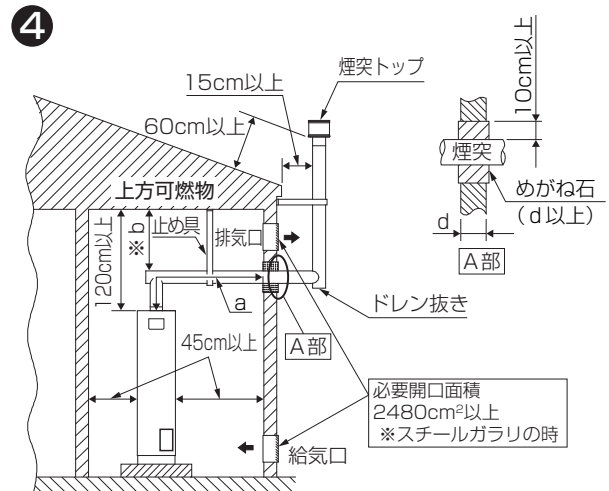 4
煙突トップ
15cm以上
60cm以上
上方可燃物
120cm以上
※b
止め具
排気口
a
ドレン抜き
A部
45cm以上
給気口
必要開口面積
2480cm²以上
※スチールガラリの時
10cm以上
煙突
めがね石
(d以上)
d
A部